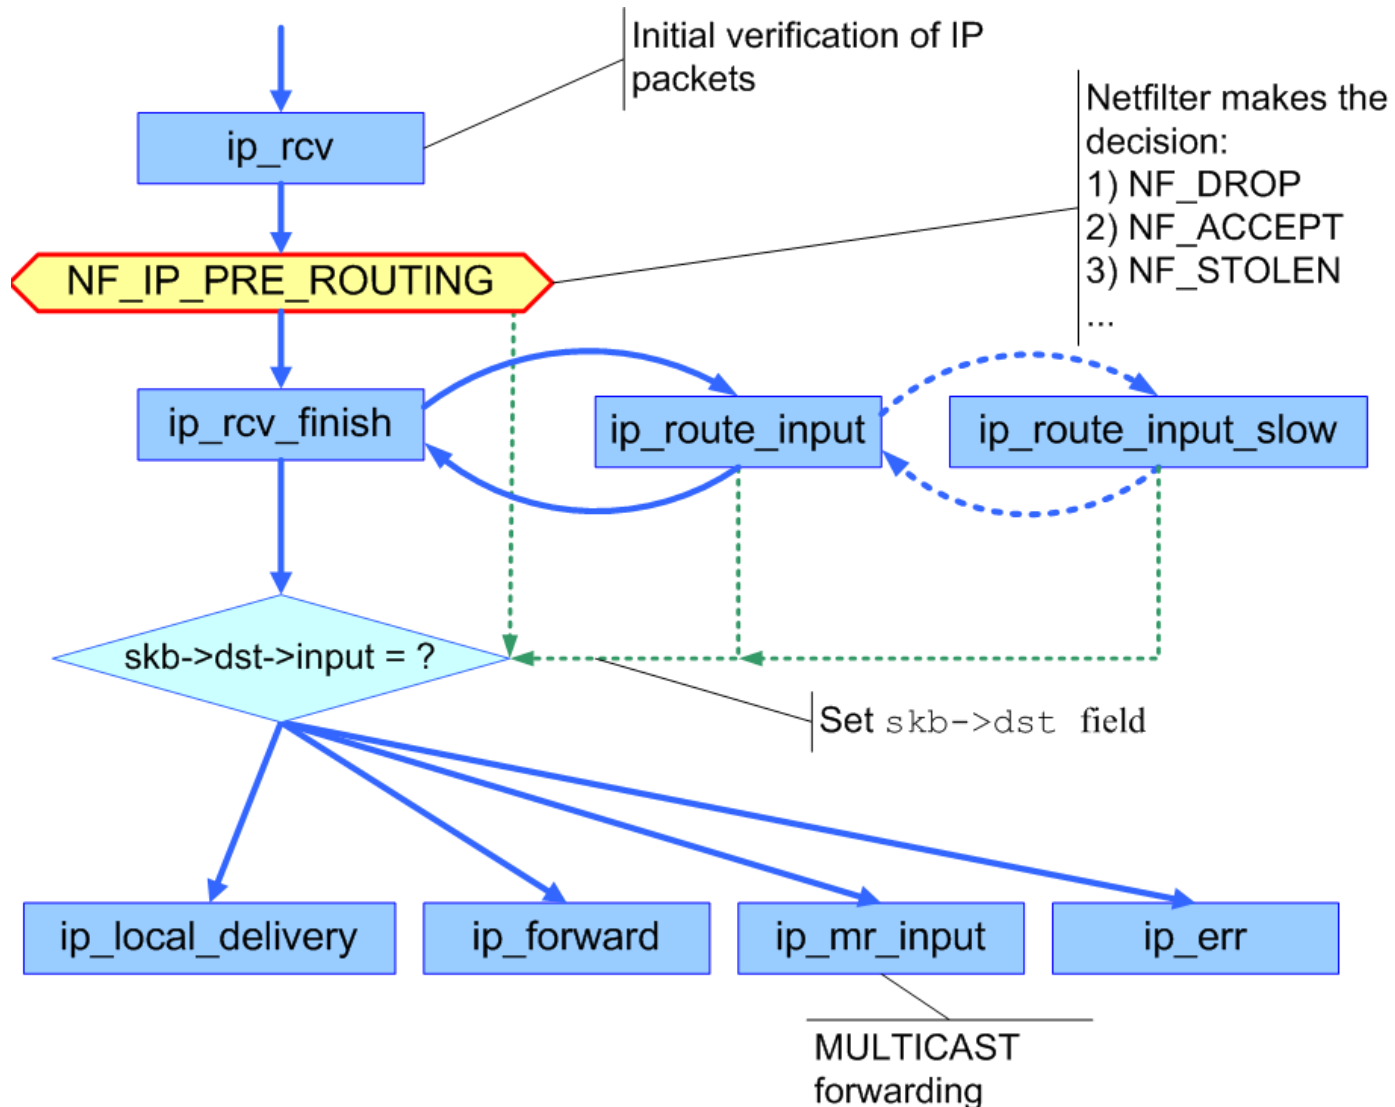 Initial verification of IP
packets
Netfilter makes the
decision:
1) NF_DROP
2) NF_ACCEPT
3) NF_STOLEN
...
ip_rcv
NF_IP_PRE_ROUTING
ip_rcv_finish
ip_route_input
ip_route_input_slow
skb->dst->input = ?
Set skb->dst field
ip_local_delivery
ip_forward
ip_mr_input
ip_err
MULTICAST
forwarding